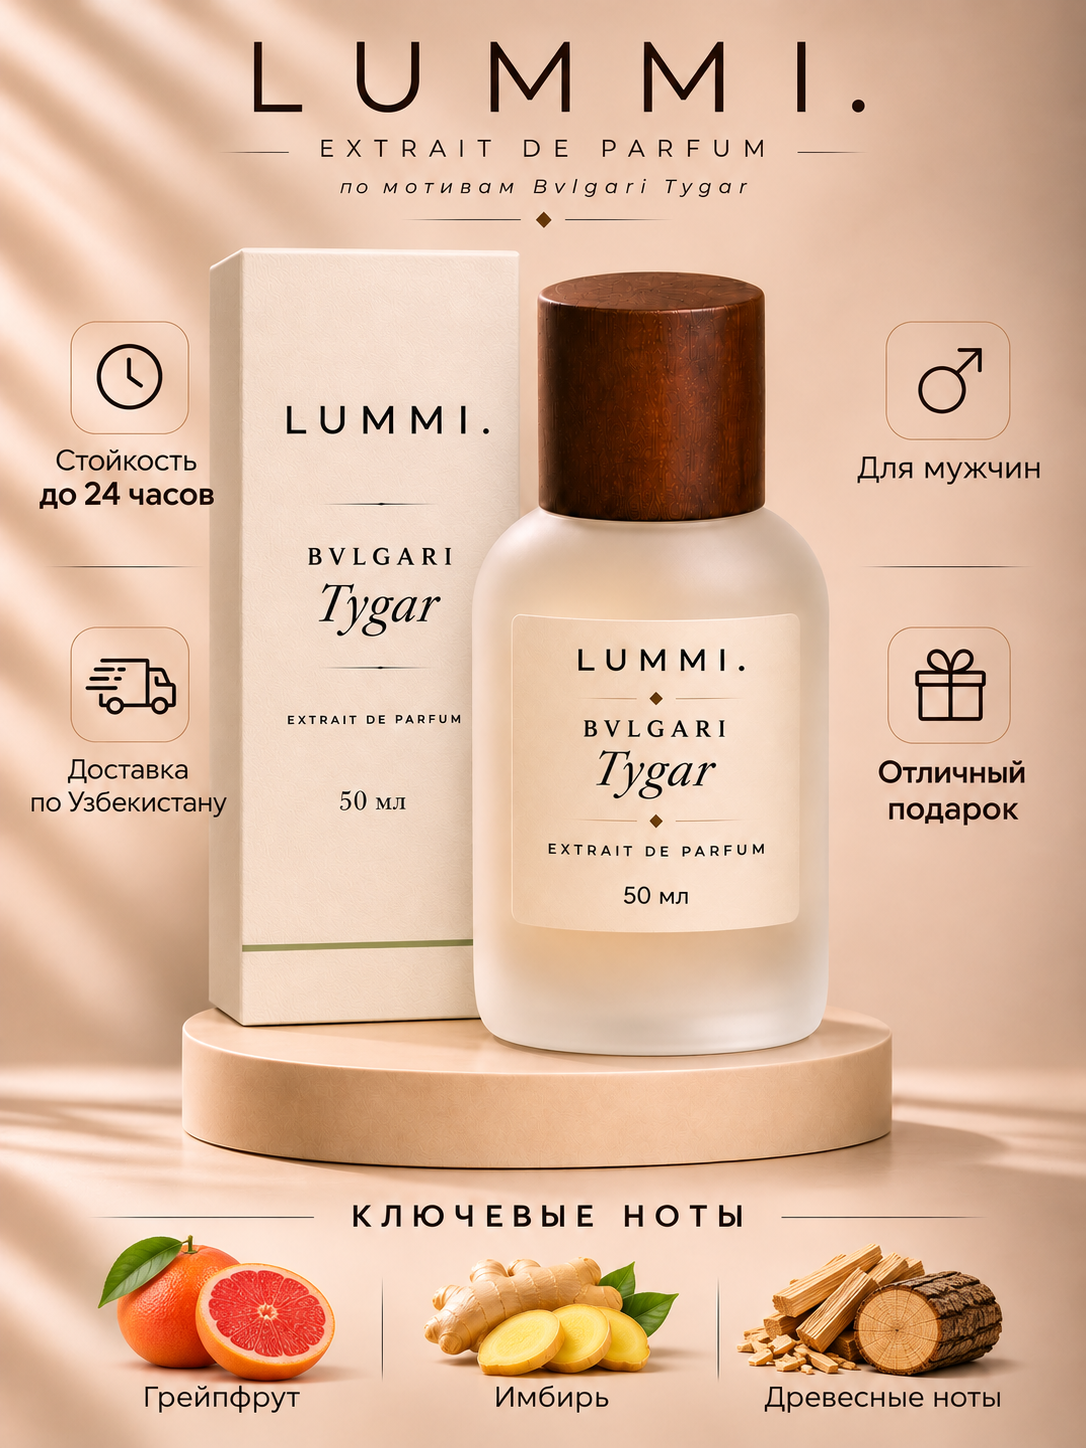 LUMMI.
EXTRAIT DE PARFUM
по мотивам Bvlgari Tygar
Стойкость
до 24 часов
Доставка
по Узбекистану
LUMMI.
BVLGARI
Tygar
EXTRAIT DE PARFUM
50 мл
LUMMI.
BVLGARI
Tygar
EXTRAIT DE PARFUM
50 мл
Для мужчин
Отличный
подарок
КЛЮЧЕВЫЕ НОТЫ
Грейпфрут
Имбирь
Древесные ноты